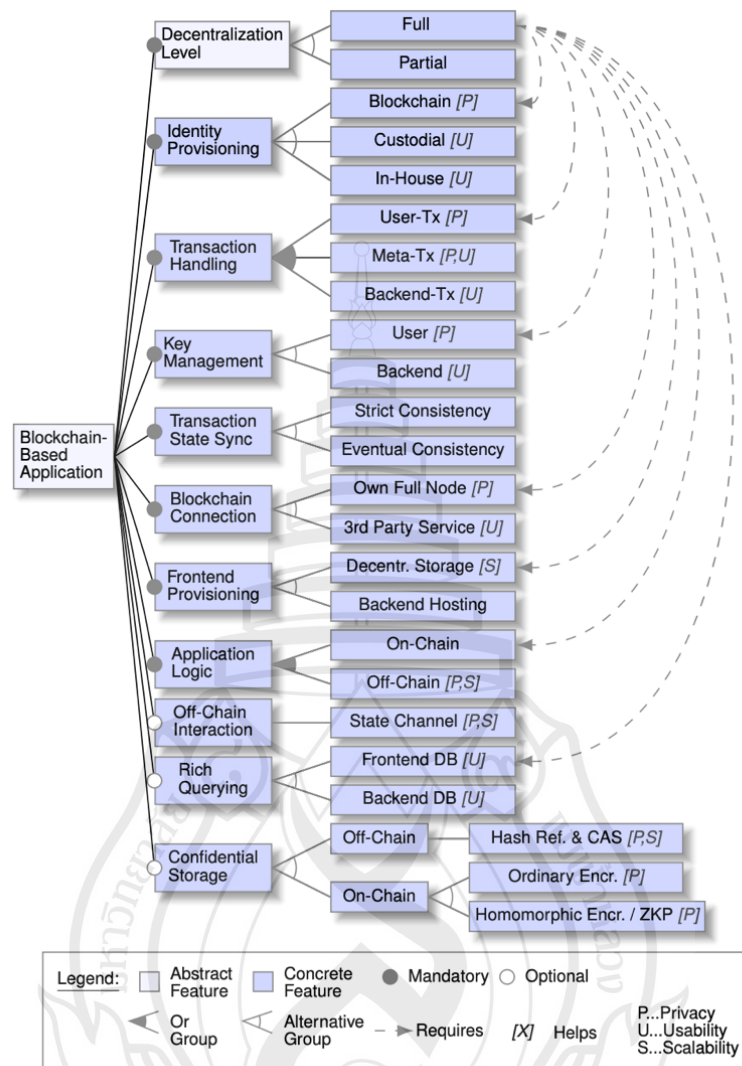 Decentralization
Level
Full
Partial
Identity
Provisioning
Blockchain [P]
Custodial [U]
In-House [U]
Transaction
Handling
User-Tx [P]
Meta-Tx [P,U]
Backend-Tx [U]
Key
Management
User [P]
Backend [U]
Blockchain-
Based
Application
Transaction
State Sync
Strict Consistency
Eventual Consistency
Blockchain
Connection
Own Full Node [P]
3rd Party Service [U]
Frontend
Provisioning
Decentr. Storage [S]
Backend Hosting
Application
Logic
On-Chain
Off-Chain [P,S]
Off-Chain
Interaction
State Channel [P,S]
Rich
Querying
Frontend DB [U]
Backend DB [U]
Confidential
Storage
Off-Chain
Hash Ref. & CAS [P,S]
On-Chain
Ordinary Encr. [P]
Homomorphic Encr. / ZKP [P]
Legend:
Abstract
Feature
Concrete
Feature
Mandatory
Optional
Or
Group
Alternative
Group
Requires
[X] Helps
P...Privacy
U...Usability
S...Scalability